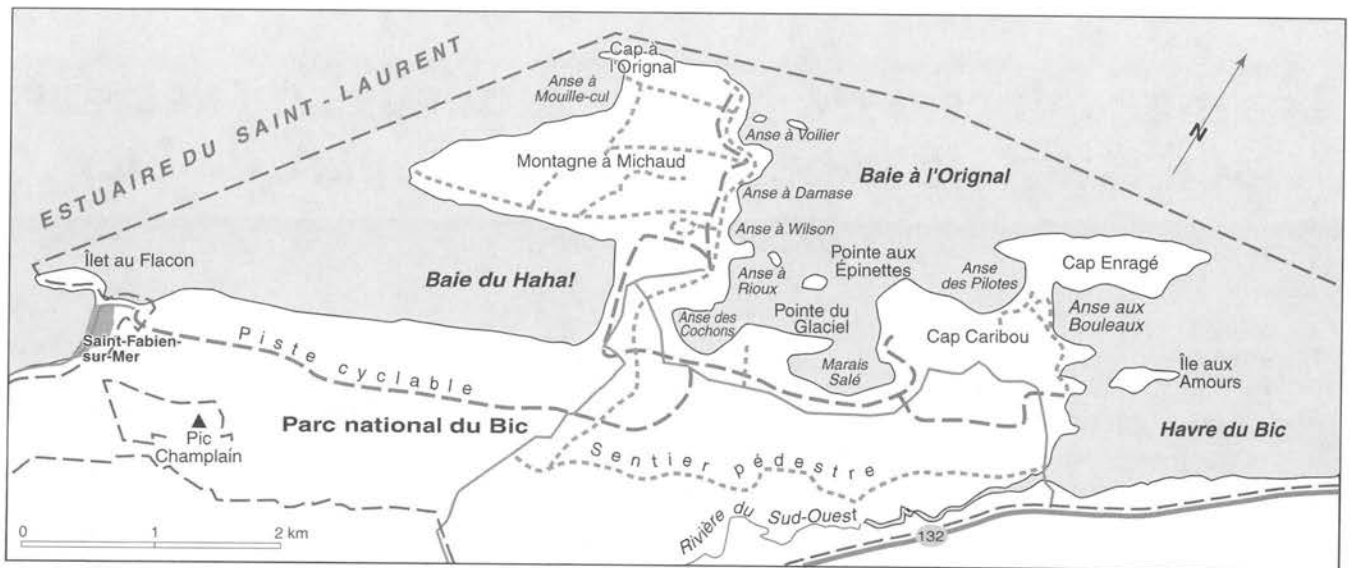 ESTUAIRE DU SAINT-LAURENT
Cap à
l'Orignal
Anse à
Mouille-cul
N
Anse à Voilier
Montagne à Michaud
Baie à l'Orignal
Anse à Damase
Anse à Wilson
Îlet au Flacon
Baie du Haha!
Pointe aux
Épinettes
Anse
des Pilotes
Cap Enragé
Anse à
Rioux
Anse des
Cochons
Pointe du
Glaciel
Anse aux
Bouleaux
Cap Caribou
Saint-Fabien-
sur-Mer
Piste cyclable
Marais
Salé
Île aux
Amours
Parc national du Bic
Pic
Champlain
Havre du Bic
Sentier pédestre
Rivière du Sud-Ouest
132
0 1 2 km